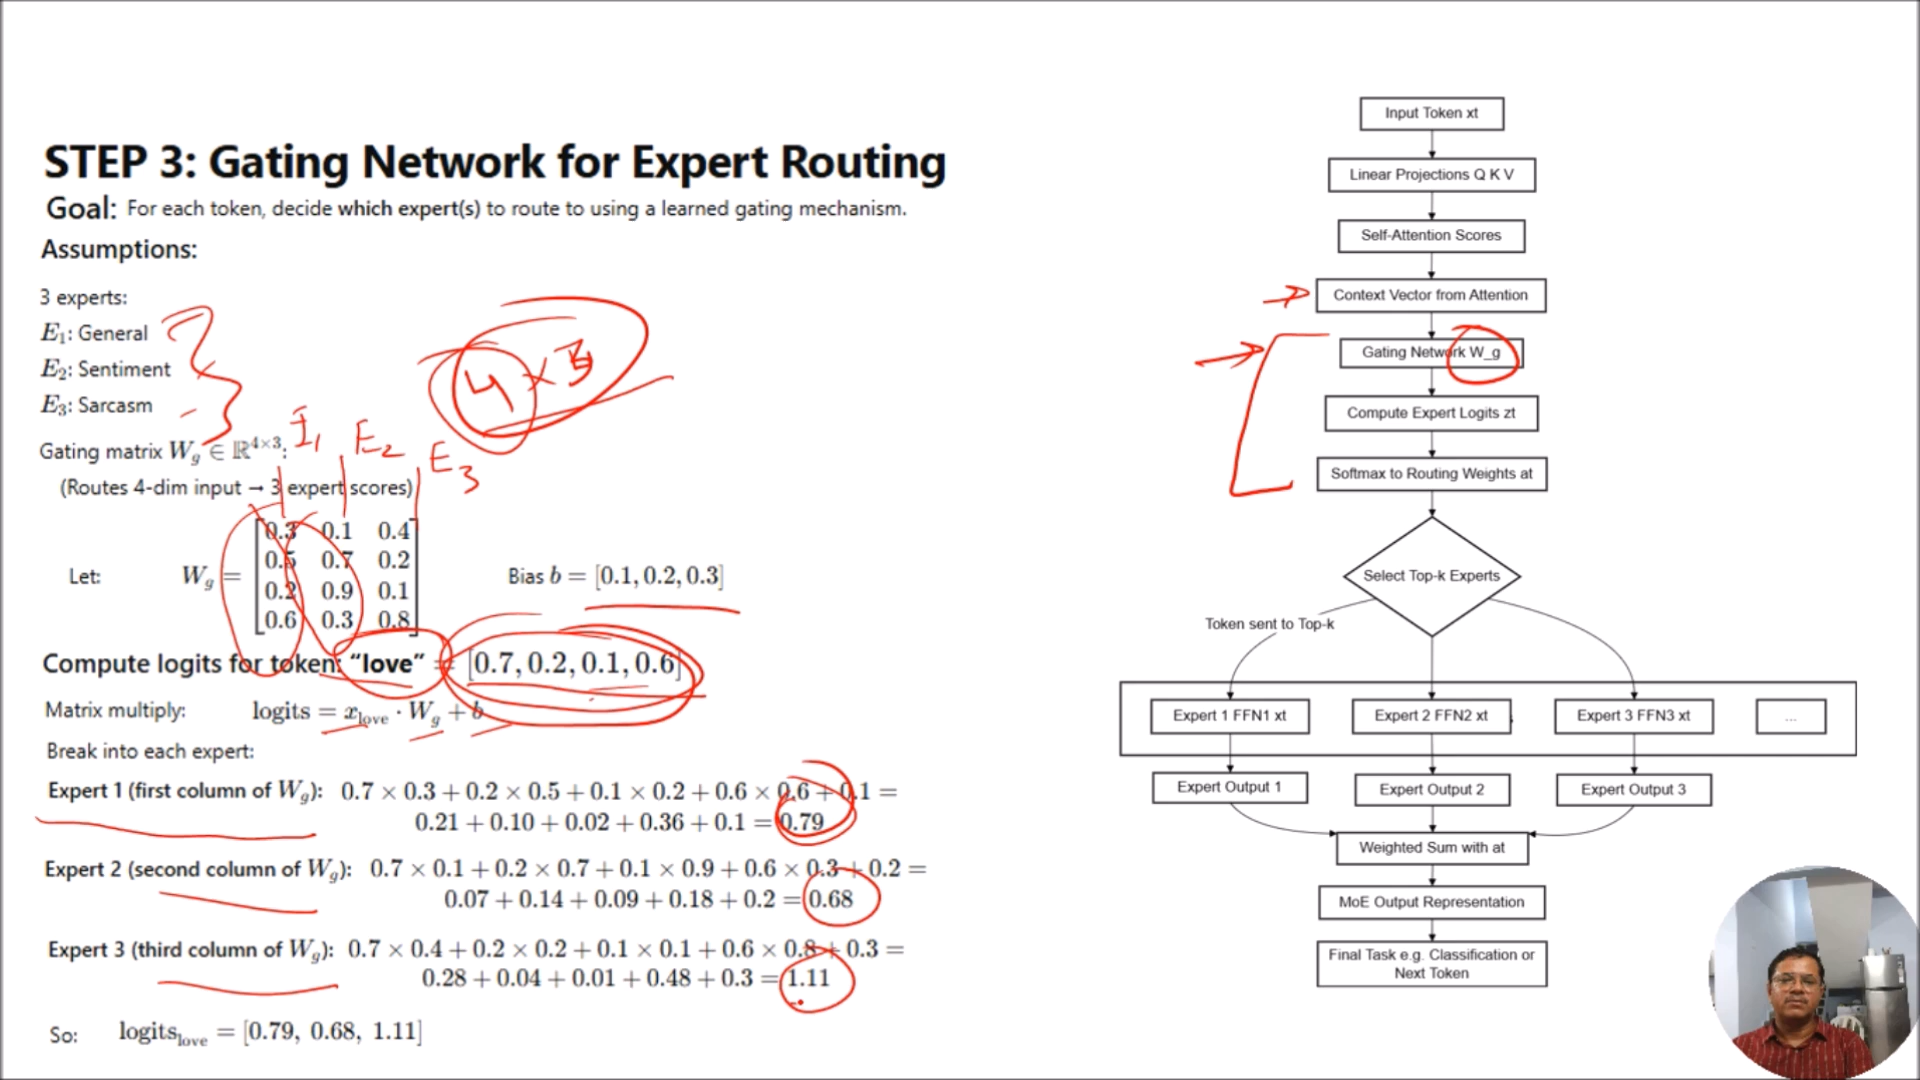 STEP 3: Gating Network for Expert Routing
Goal: For each token, decide which expert(s) to route to using a learned gating mechanism.
Assumptions:
3 experts:
E₁: General
E₂: Sentiment
E₃: Sarcasm
4 × 3
Gating matrix W_g ∈ ℝ^{4×3}:
E₁ E₂ E₃
(Routes 4-dim input → 3 expert scores)
Let: W_g =
0.3 0.1 0.4
0.5 0.7 0.2
0.2 0.9 0.1
0.6 0.3 0.8
Bias b = [0.1, 0.2, 0.3]
Compute logits for token: “love” = [0.7, 0.2, 0.1, 0.6]
Matrix multiply: logits = x_love · W_g + b
Break into each expert:
Expert 1 (first column of W_g): 0.7 × 0.3 + 0.2 × 0.5 + 0.1 × 0.2 + 0.6 × 0.6 + 0.1 =
0.21 + 0.10 + 0.02 + 0.36 + 0.1 = 0.79
Expert 2 (second column of W_g): 0.7 × 0.1 + 0.2 × 0.7 + 0.1 × 0.9 + 0.6 × 0.3 + 0.2 =
0.07 + 0.14 + 0.09 + 0.18 + 0.2 = 0.68
Expert 3 (third column of W_g): 0.7 × 0.4 + 0.2 × 0.2 + 0.1 × 0.1 + 0.6 × 0.8 + 0.3 =
0.28 + 0.04 + 0.01 + 0.48 + 0.3 = 1.11
So: logits_love = [0.79, 0.68, 1.11]
Input Token xt
Linear Projections Q K V
Self-Attention Scores
Context Vector from Attention
Gating Network W_g
Compute Expert Logits zt
Softmax to Routing Weights at
Select Top-k Experts
Token sent to Top-k
Expert 1 FFN1 xt
Expert 2 FFN2 xt
Expert 3 FFN3 xt
...
Expert Output 1
Expert Output 2
Expert Output 3
Weighted Sum with at
MoE Output Representation
Final Task e.g. Classification or
Next Token